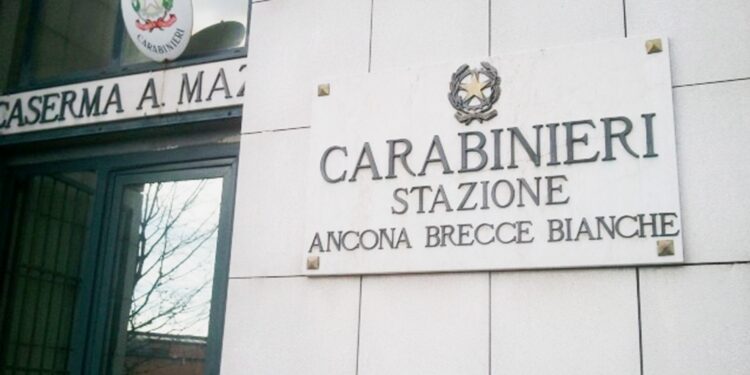 CARABINIERI
CASERMA A. MAZ
CARABINIERI
STAZIONE
ANCONA BRECCE BIANCHE